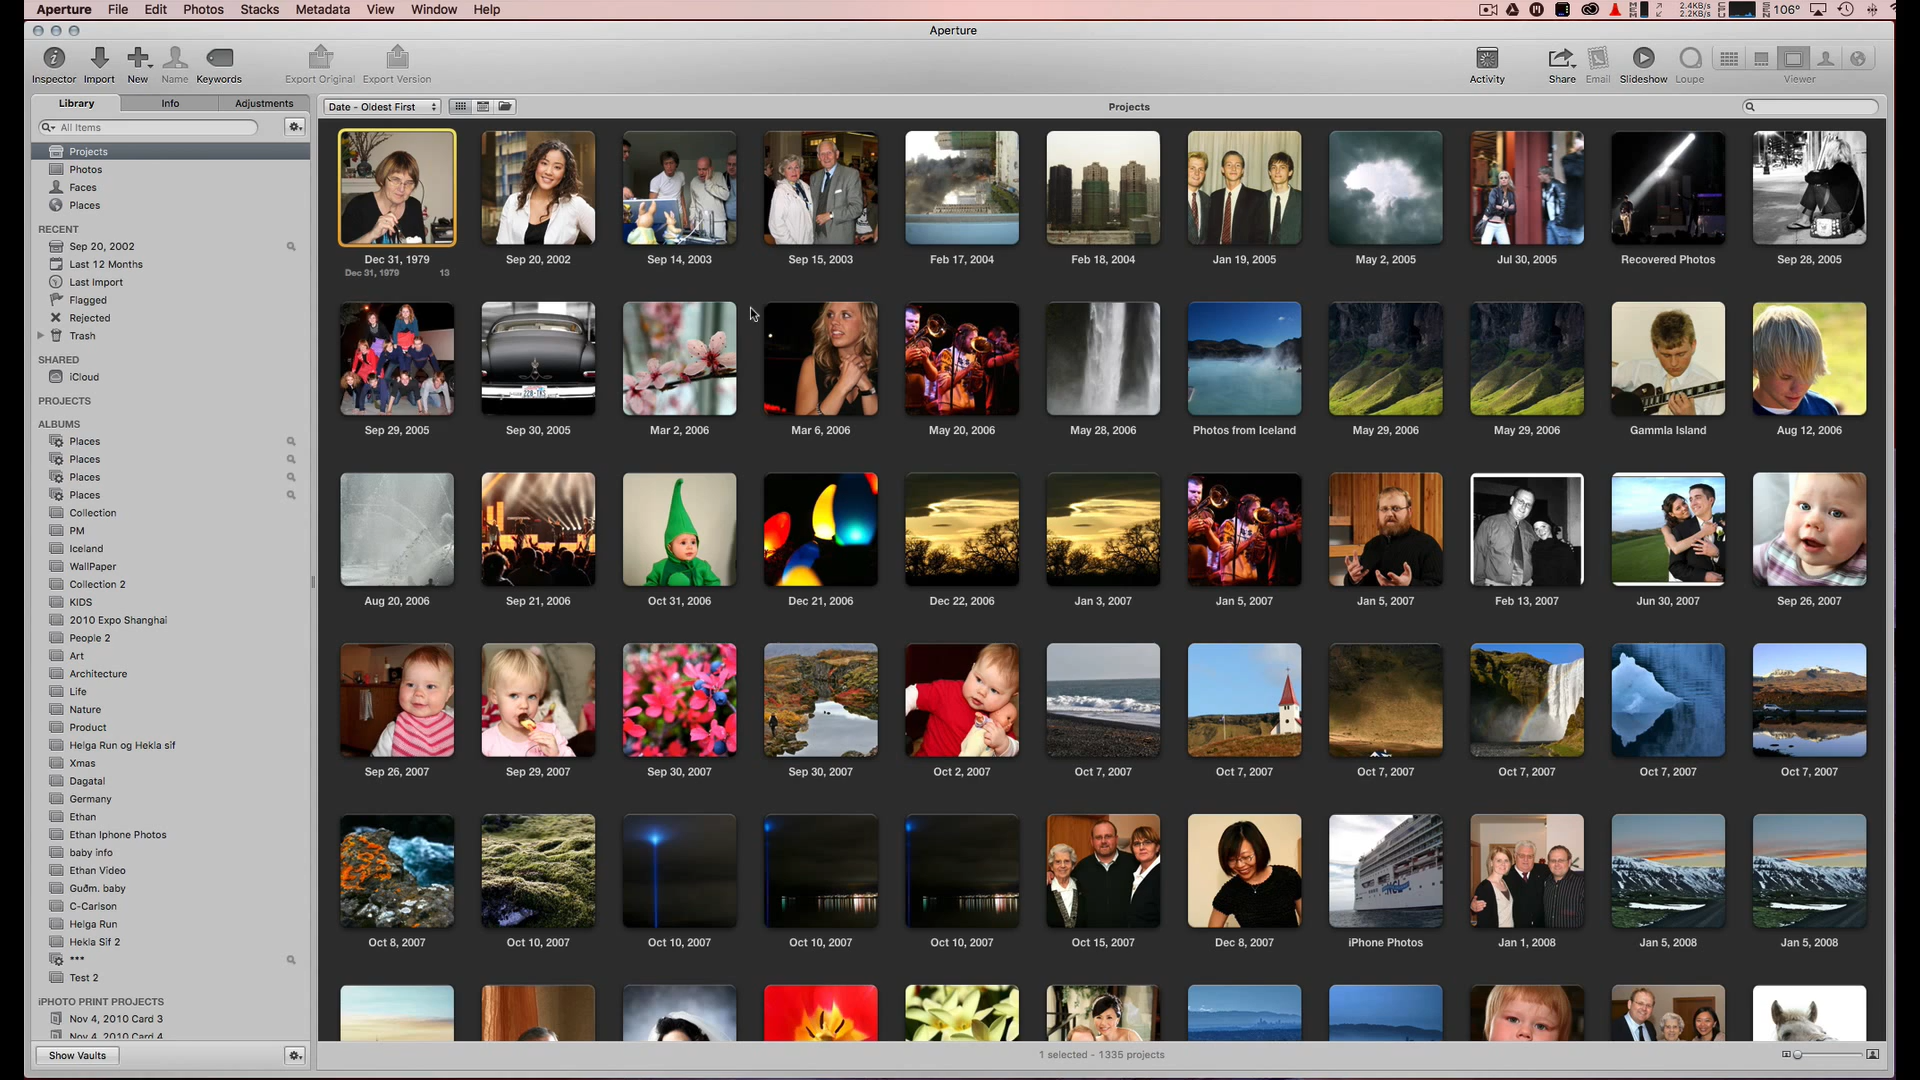 Aperture File Edit Photos Stacks Metadata View Window Help
2.4KB/s
2.2KB/s
106°
Aperture
Inspector Import New Name Keywords Export Original Export Version Activity Share Email Slideshow Loupe Viewer
Library Info Adjustments
Date - Oldest First
Projects
All Items
Projects
Photos
Faces
Places
RECENT
Sep 20, 2002
Last 12 Months
Last Import
Flagged
Rejected
Trash
SHARED
iCloud
PROJECTS
ALBUMS
Places
Places
Places
Places
Collection
PM
Iceland
WallPaper
Collection 2
KIDS
2010 Expo Shanghai
People 2
Art
Architecture
Life
Nature
Product
Helga Run og Hekla sif
Xmas
Dagatal
Germany
Ethan
Ethan Iphone Photos
baby info
Ethan Video
Guðm. baby
C-Carlson
Helga Run
Hekla Sif 2
***
Test 2
iPHOTO PRINT PROJECTS
Nov 4, 2010 Card 3
Nov 4, 2010 Card 4
Show Vaults
Dec 31, 1979 Sep 20, 2002 Sep 14, 2003 Sep 15, 2003 Feb 17, 2004 Feb 18, 2004 Jan 19, 2005 May 2, 2005 Jul 30, 2005 Recovered Photos Sep 28, 2005
Dec 31, 1979 13
Sep 29, 2005 Sep 30, 2005 Mar 2, 2006 Mar 6, 2006 May 20, 2006 May 28, 2006 Photos from Iceland May 29, 2006 May 29, 2006 Gammla Island Aug 12, 2006
Aug 20, 2006 Sep 21, 2006 Oct 31, 2006 Dec 21, 2006 Dec 22, 2006 Jan 3, 2007 Jan 5, 2007 Jan 5, 2007 Feb 13, 2007 Jun 30, 2007 Sep 26, 2007
Sep 26, 2007 Sep 29, 2007 Sep 30, 2007 Sep 30, 2007 Oct 2, 2007 Oct 7, 2007 Oct 7, 2007 Oct 7, 2007 Oct 7, 2007 Oct 7, 2007 Oct 7, 2007
NCL
Oct 8, 2007 Oct 10, 2007 Oct 10, 2007 Oct 10, 2007 Oct 10, 2007 Oct 15, 2007 Dec 8, 2007 iPhone Photos Jan 1, 2008 Jan 5, 2008 Jan 5, 2008
1 selected - 1335 projects